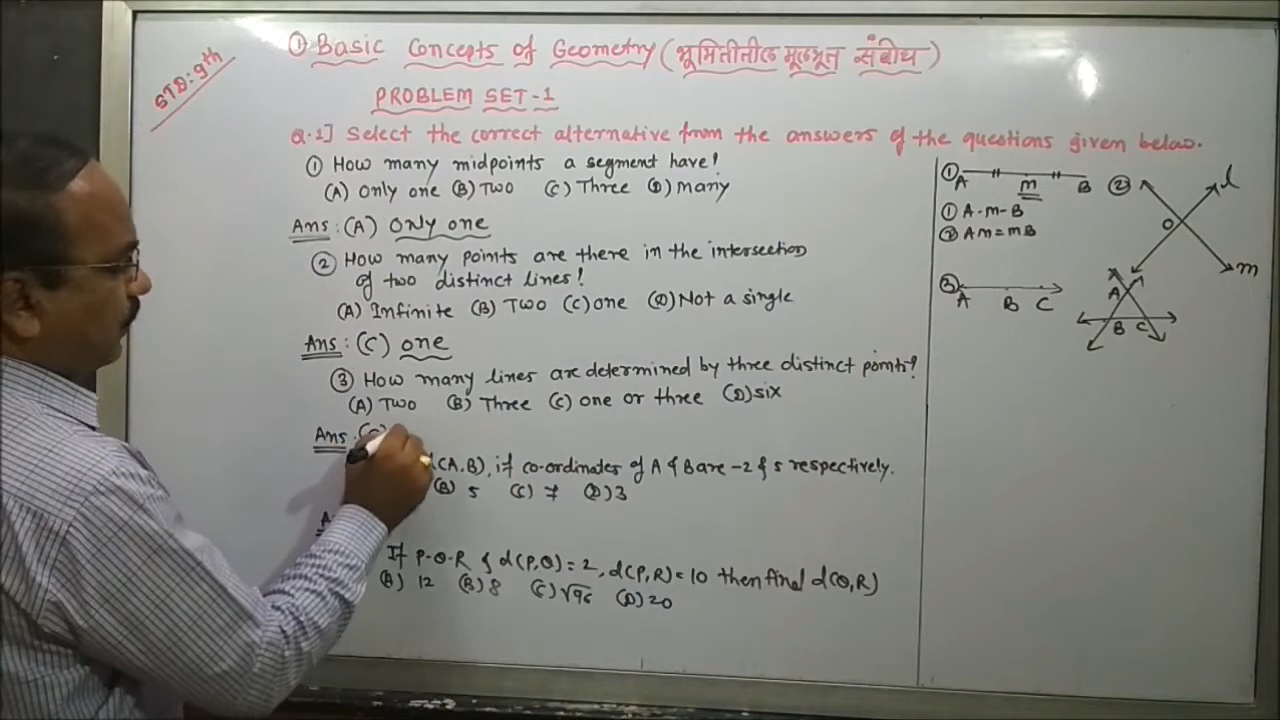 STD: 9th
① Basic Concepts of Geometry (भूमितीतील मूलभूत संबोध)
PROBLEM SET-1
Q.1] Select the correct alternative from the answers of the questions given below.
① How many midpoints a segment have?
(A) only one (B) Two (C) Three (D) many
Ans: (A) only one
② How many points are there in the intersection
of two distinct lines?
(A) Infinite (B) Two (C) one (D) Not a single
Ans: (C) one
③ How many lines are determined by three distinct points?
(A) Two (B) Three (C) one or three (D) six
Ans: (C)
d(A,B), if co-ordinates of A & B are -2 & 5 respectively.
(B) 5 (C) 7 (D) 3
A
If P-Q-R & d(P,Q) = 2, d(P,R) = 10 then find d(Q,R)
(A) 12 (B) 8 (C) √96 (D) 20
①
A m B
① A-m-B
② Am = mB
②
l
O
m
③
A B C
A
B C